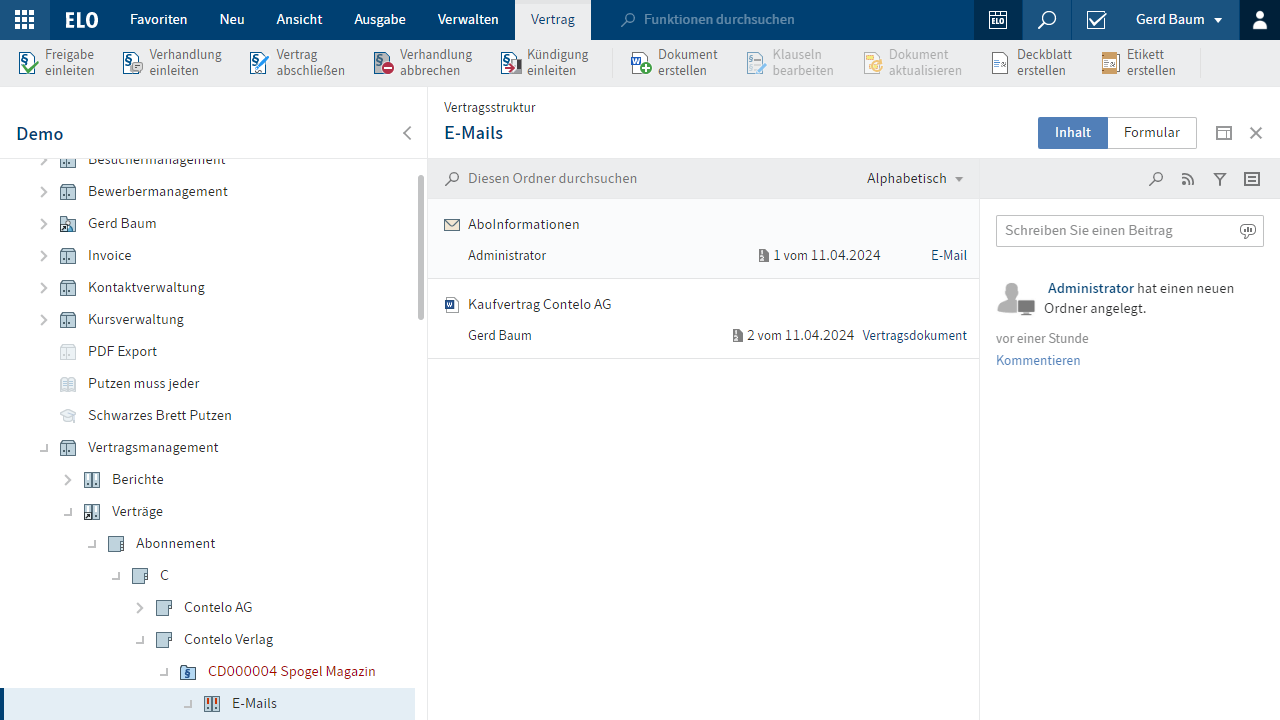 ELO
Favoriten
Neu
Ansicht
Ausgabe
Verwalten
Vertrag
Funktionen durchsuchen
ELO
Gerd Baum
Freigabe
einleiten
Verhandlung
einleiten
Vertrag
abschließen
Verhandlung
abbrechen
Kündigung
einleiten
Dokument
erstellen
Klauseln
bearbeiten
Dokument
aktualisieren
Deckblatt
erstellen
Etikett
erstellen
Demo
Besuchermanagement
Bewerbermanagement
Gerd Baum
Invoice
Kontaktverwaltung
Kursverwaltung
PDF Export
Putzen muss jeder
Schwarzes Brett Putzen
Vertragsmanagement
Berichte
Verträge
Abonnement
C
Contelo AG
Contelo Verlag
CD000004 Spogel Magazin
E-Mails
Vertragsstruktur
E-Mails
Inhalt
Formular
Diesen Ordner durchsuchen
Alphabetisch
AboInformationen
Administrator
1 vom 11.04.2024
E-Mail
Kaufvertrag Contelo AG
Gerd Baum
2 vom 11.04.2024
Vertragsdokument
Schreiben Sie einen Beitrag
Administrator hat einen neuen
Ordner angelegt.
vor einer Stunde
Kommentieren